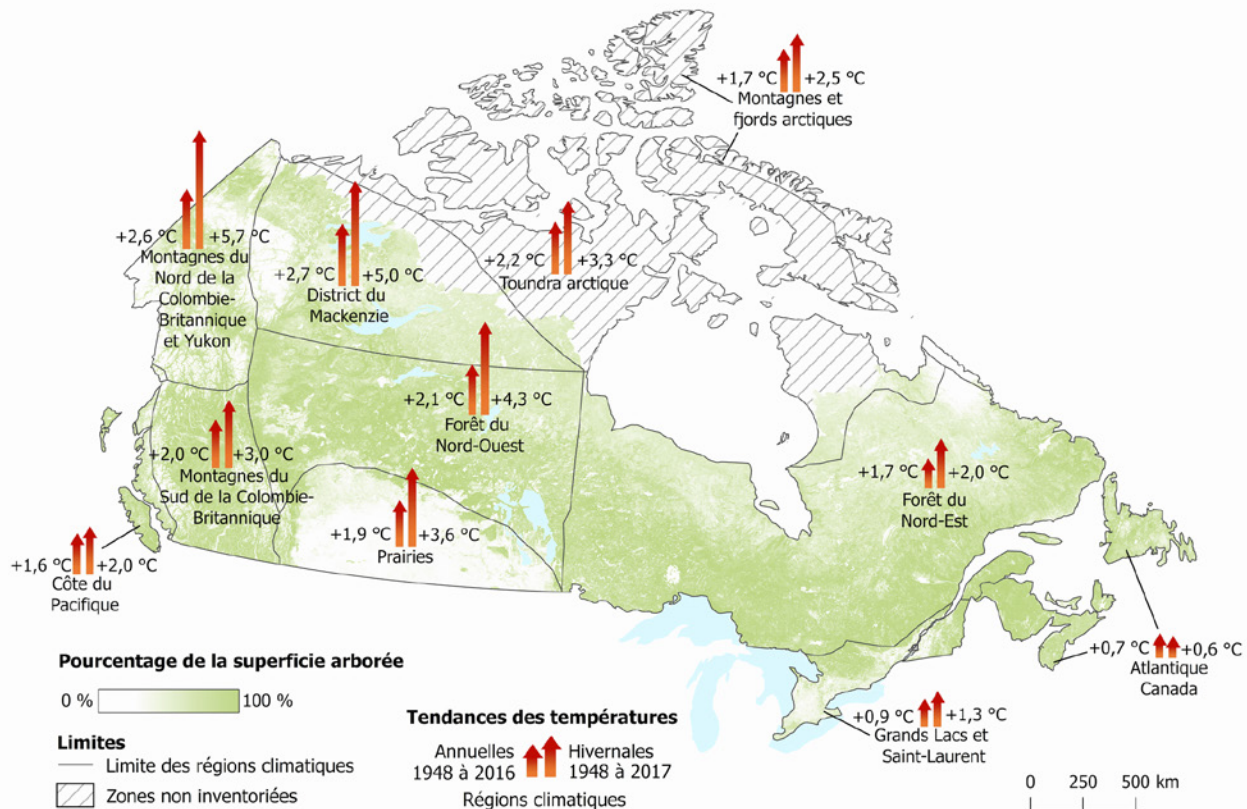 +1,7 °C +2,5 °C
Montagnes et
fjords arctiques
+2,6 °C +5,7 °C
Montagnes du
Nord de la
Colombie-
Britannique
et Yukon
+2,7 °C +5,0 °C
District du
Mackenzie
+2,2 °C +3,3 °C
Toundra arctique
+2,1 °C +4,3 °C
Forêt du
Nord-Ouest
+2,0 °C +3,0 °C
Montagnes du
Sud de la Colombie-
Britannique
+1,7 °C +2,0 °C
Forêt du
Nord-Est
+1,9 °C +3,6 °C
Prairies
+1,6 °C +2,0 °C
Côte du
Pacifique
+0,7 °C +0,6 °C
Atlantique
Canada
+0,9 °C +1,3 °C
Grands Lacs et
Saint-Laurent
Pourcentage de la superficie arborée
0 % 100 %
Limites
Limite des régions climatiques
Zones non inventoriées
Tendances des températures
Annuelles Hivernales
1948 à 2016 1948 à 2017
Régions climatiques
0 250 500 km